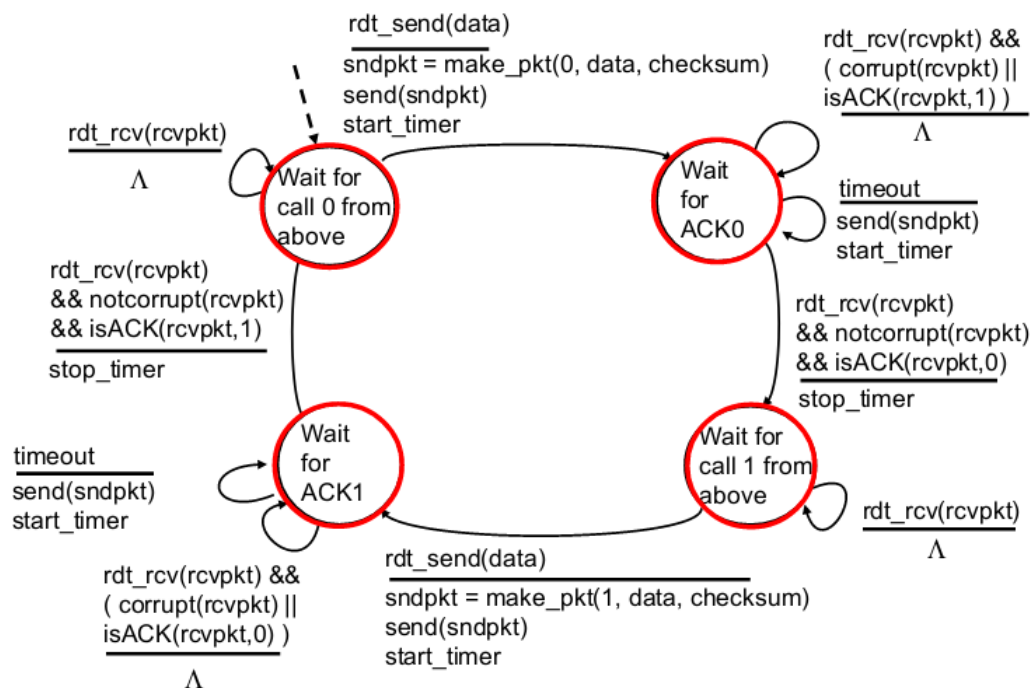 rdt_send(data)
sndpkt = make_pkt(0, data, checksum)
send(sndpkt)
start_timer
rdt_rcv(rcvpkt) &&
( corrupt(rcvpkt) ||
isACK(rcvpkt,1) )
Λ
rdt_rcv(rcvpkt)
Λ
Wait for
call 0 from
above
Wait
for
ACK0
timeout
send(sndpkt)
start_timer
rdt_rcv(rcvpkt)
&& notcorrupt(rcvpkt)
&& isACK(rcvpkt,1)
stop_timer
rdt_rcv(rcvpkt)
&& notcorrupt(rcvpkt)
&& isACK(rcvpkt,0)
stop_timer
Wait
for
ACK1
Wait for
call 1 from
above
timeout
send(sndpkt)
start_timer
rdt_rcv(rcvpkt)
Λ
rdt_send(data)
sndpkt = make_pkt(1, data, checksum)
send(sndpkt)
start_timer
rdt_rcv(rcvpkt) &&
( corrupt(rcvpkt) ||
isACK(rcvpkt,0) )
Λ